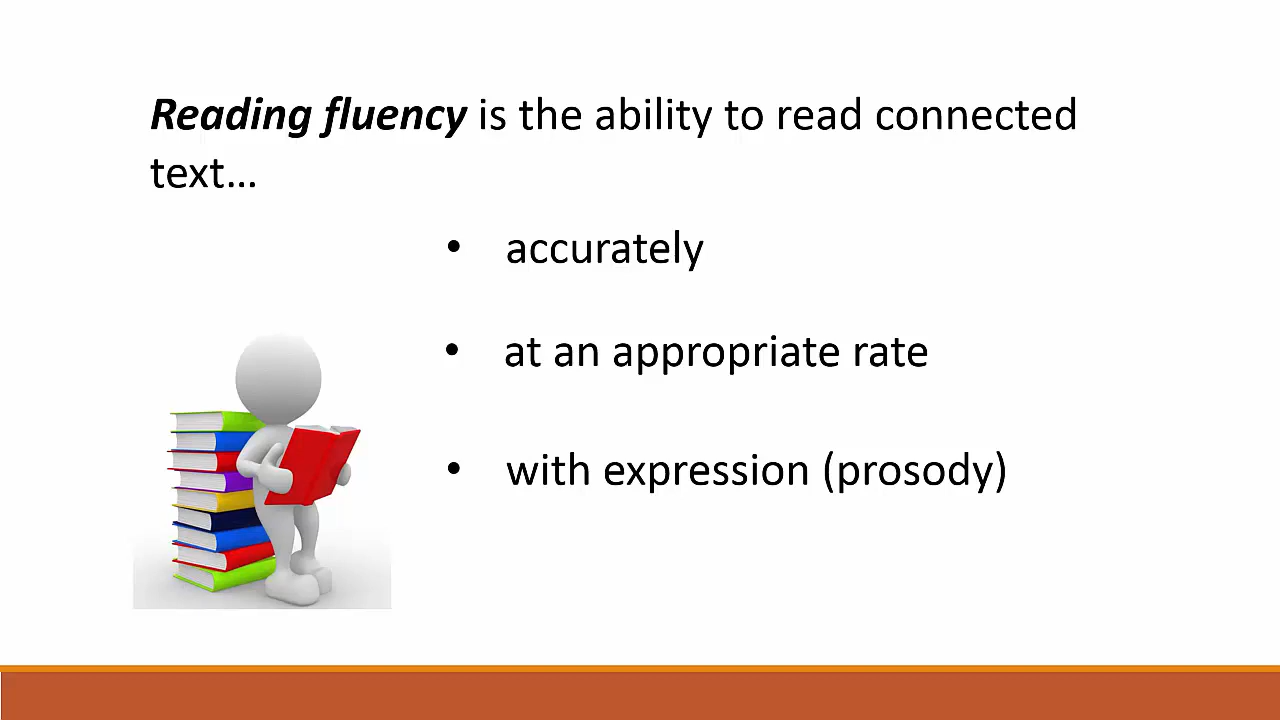 Reading fluency is the ability to read connected
text…
• accurately
• at an appropriate rate
• with expression (prosody)